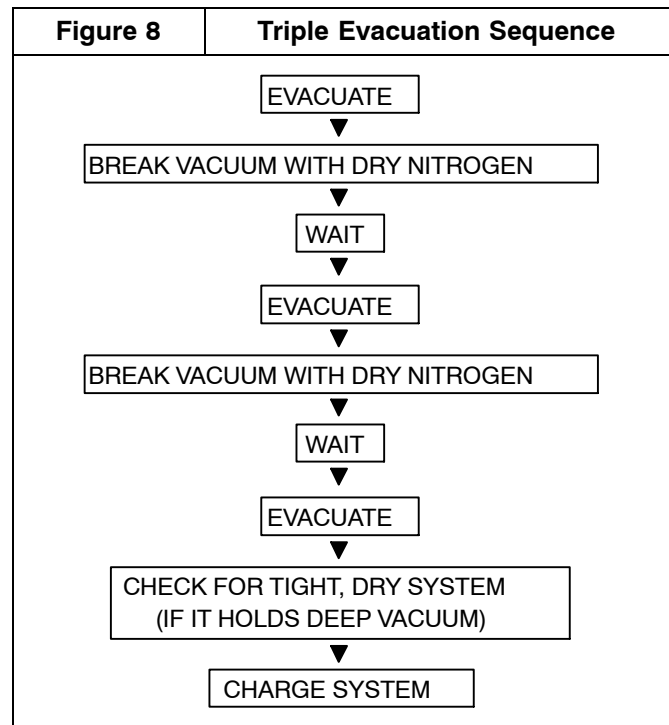 Figure 8
Triple Evacuation Sequence
EVACUATE
BREAK VACUUM WITH DRY NITROGEN
WAIT
EVACUATE
BREAK VACUUM WITH DRY NITROGEN
WAIT
EVACUATE
CHECK FOR TIGHT, DRY SYSTEM
(IF IT HOLDS DEEP VACUUM)
CHARGE SYSTEM